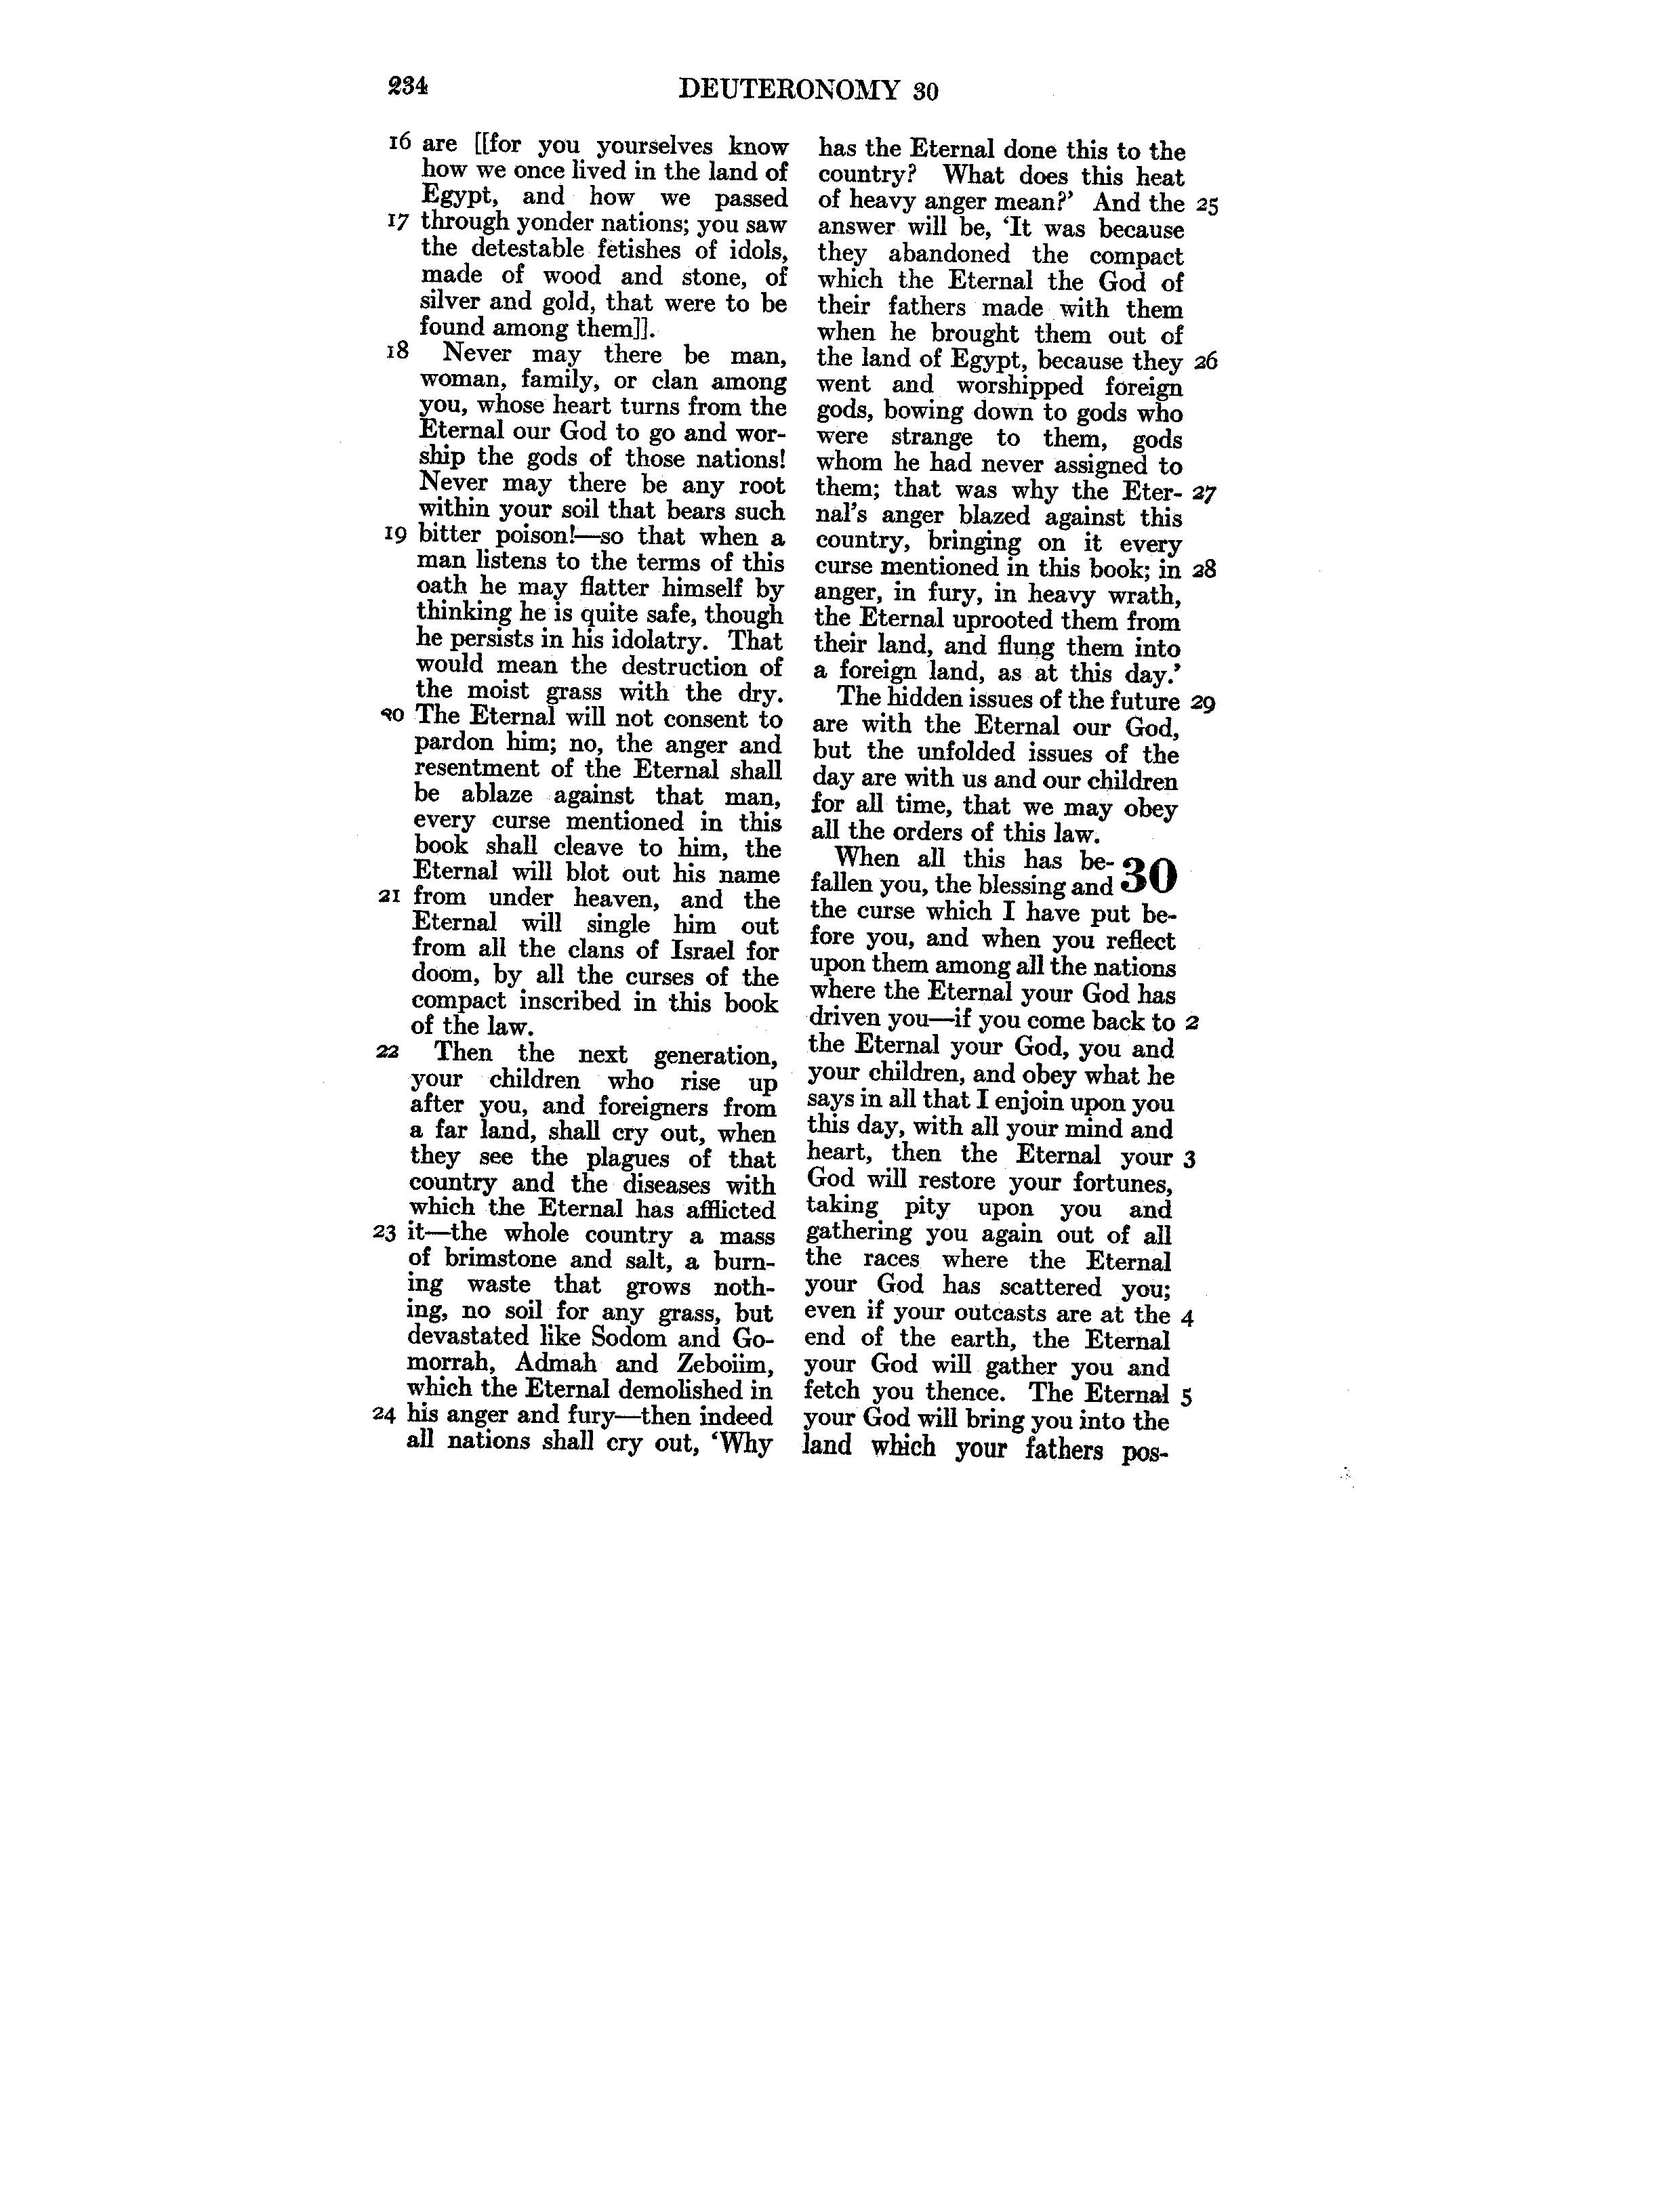 234
DEUTERONOMY 30
16 are [[for you yourselves know
how we once lived in the land of
Egypt, and how we passed
17 through yonder nations; you saw
the detestable fetishes of idols,
made of wood and stone, of
silver and gold, that were to be
found among them]].
18 Never may there be man,
woman, family, or clan among
you, whose heart turns from the
Eternal our God to go and wor-
ship the gods of those nations!
Never may there be any root
within your soil that bears such
19 bitter poison!—so that when a
man listens to the terms of this
oath he may flatter himself by
thinking he is quite safe, though
he persists in his idolatry. That
would mean the destruction of
the moist grass with the dry.
20 The Eternal will not consent to
pardon him; no, the anger and
resentment of the Eternal shall
be ablaze against that man,
every curse mentioned in this
book shall cleave to him, the
Eternal will blot out his name
21 from under heaven, and the
Eternal will single him out
from all the clans of Israel for
doom, by all the curses of the
compact inscribed in this book
of the law.
22 Then the next generation,
your children who rise up
after you, and foreigners from
a far land, shall cry out, when
they see the plagues of that
country and the diseases with
which the Eternal has afflicted
23 it—the whole country a mass
of brimstone and salt, a burn-
ing waste that grows noth-
ing, no soil for any grass, but
devastated like Sodom and Go-
morrah, Admah and Zeboiim,
which the Eternal demolished in
24 his anger and fury—then indeed
all nations shall cry out, ‘Why
has the Eternal done this to the
country? What does this heat
of heavy anger mean?’ And the 25
answer will be, ‘It was because
they abandoned the compact
which the Eternal the God of
their fathers made with them
when he brought them out of
the land of Egypt, because they 26
went and worshipped foreign
gods, bowing down to gods who
were strange to them, gods
whom he had never assigned to
them; that was why the Eter- 27
nal’s anger blazed against this
country, bringing on it every
curse mentioned in this book; in 28
anger, in fury, in heavy wrath,
the Eternal uprooted them from
their land, and flung them into
a foreign land, as at this day.’
The hidden issues of the future 29
are with the Eternal our God,
but the unfolded issues of the
day are with us and our children
for all time, that we may obey
all the orders of this law.
When all this has be- 30
fallen you, the blessing and
the curse which I have put be-
fore you, and when you reflect
upon them among all the nations
where the Eternal your God has
driven you—if you come back to 2
the Eternal your God, you and
your children, and obey what he
says in all that I enjoin upon you
this day, with all your mind and
heart, then the Eternal your 3
God will restore your fortunes,
taking pity upon you and
gathering you again out of all
the races where the Eternal
your God has scattered you;
even if your outcasts are at the 4
end of the earth, the Eternal
your God will gather you and
fetch you thence. The Eternal 5
your God will bring you into the
land which your fathers pos-